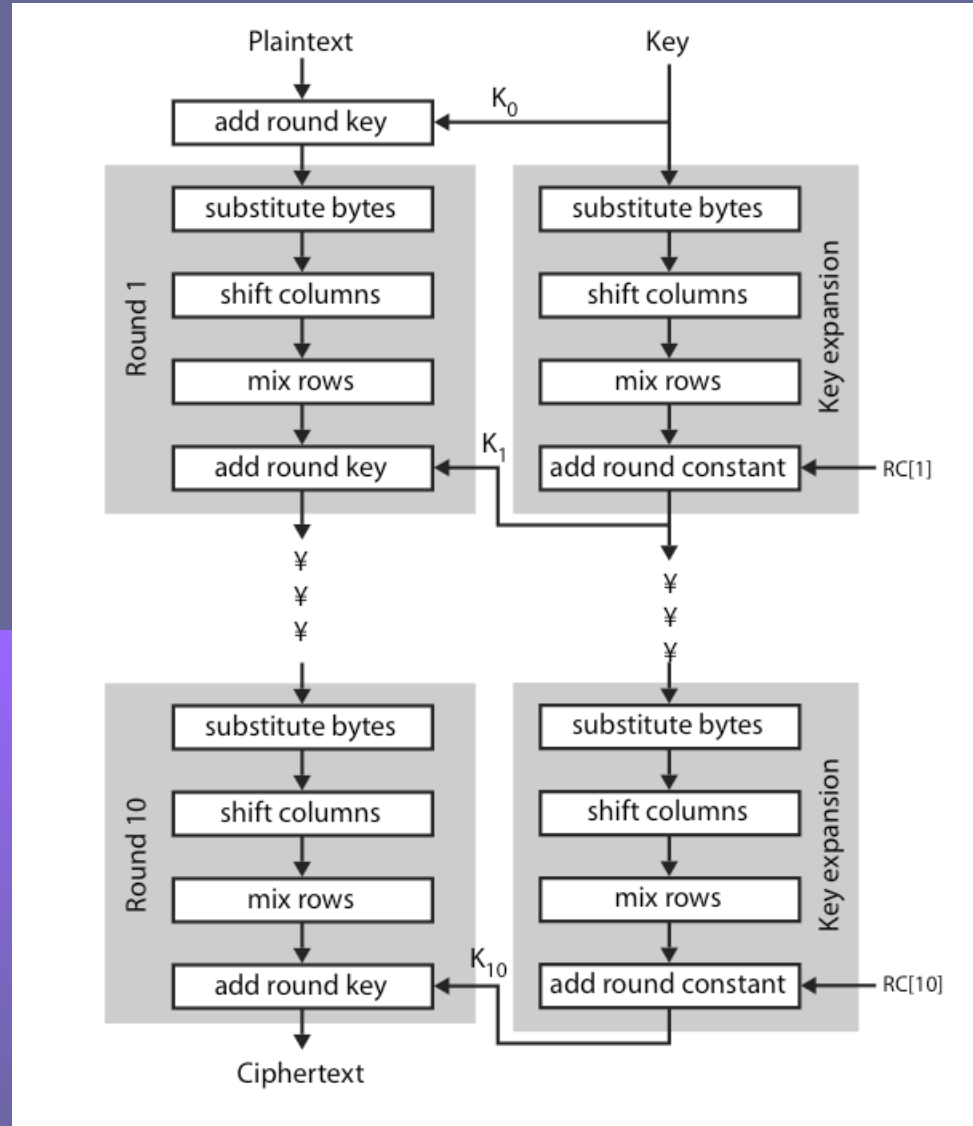 Plaintext
Key
K0
add round key
Round 1
substitute bytes
shift columns
mix rows
add round key
K1
substitute bytes
shift columns
mix rows
add round constant
Key expansion
RC[1]
¥
¥
¥
¥
¥
¥
Round 10
substitute bytes
shift columns
mix rows
add round key
K10
substitute bytes
shift columns
mix rows
add round constant
Key expansion
RC[10]
Ciphertext